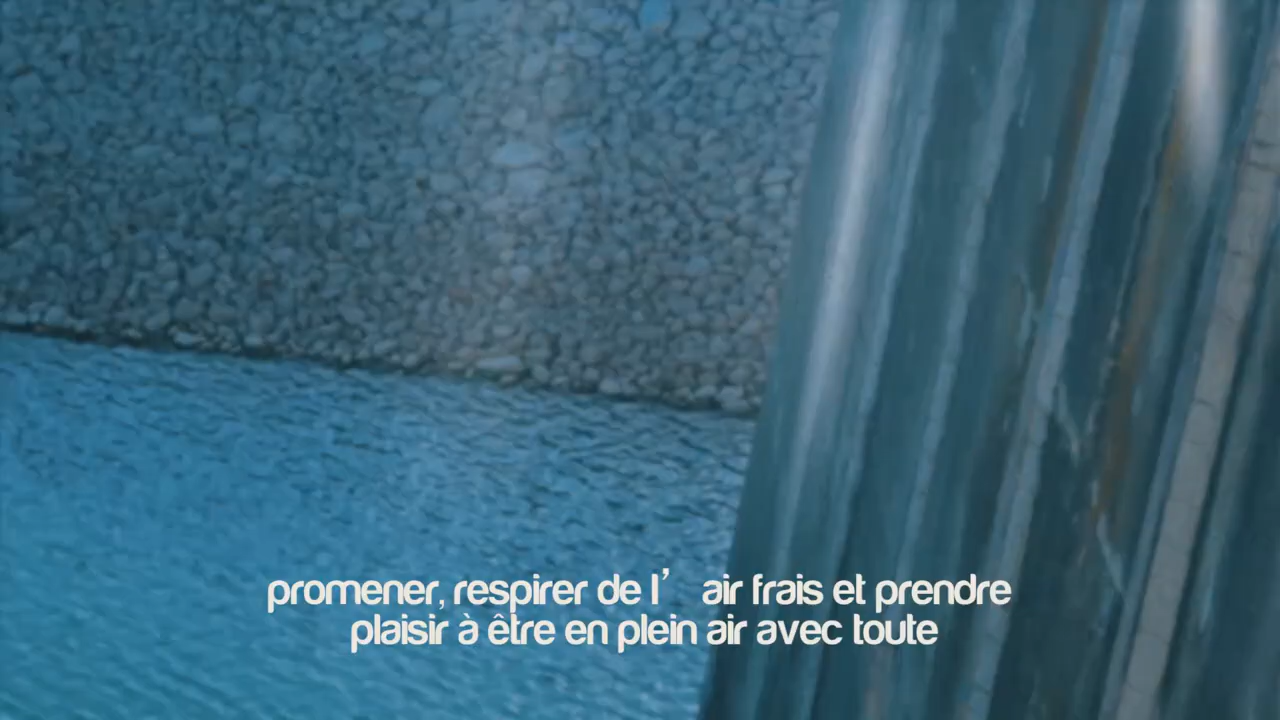 promener, respirer de l’ air frais et prendre
plaisir à être en plein air avec toute